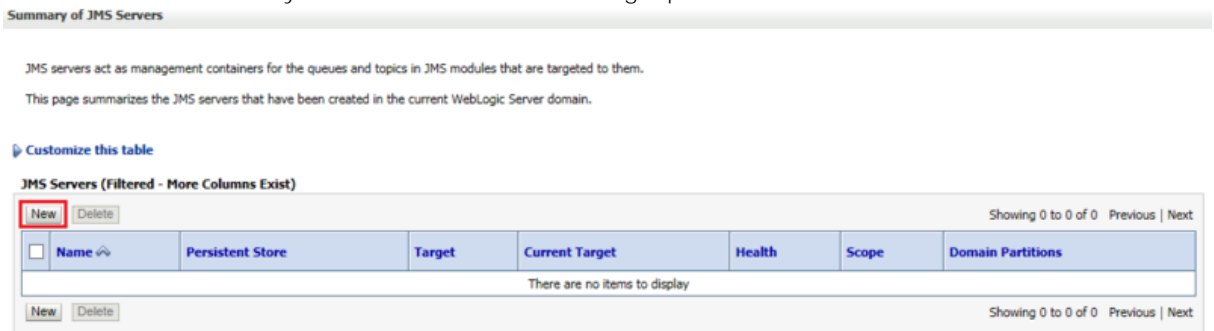 Summary of JMS Servers
JMS servers act as management containers for the queues and topics in JMS modules that are targeted to them.
This page summarizes the JMS servers that have been created in the current WebLogic Server domain.
Customize this table
JMS Servers (Filtered - More Columns Exist)
New Delete Showing 0 to 0 of 0 Previous | Next
Name Persistent Store Target Current Target Health Scope Domain Partitions
There are no items to display
New Delete Showing 0 to 0 of 0 Previous | Next